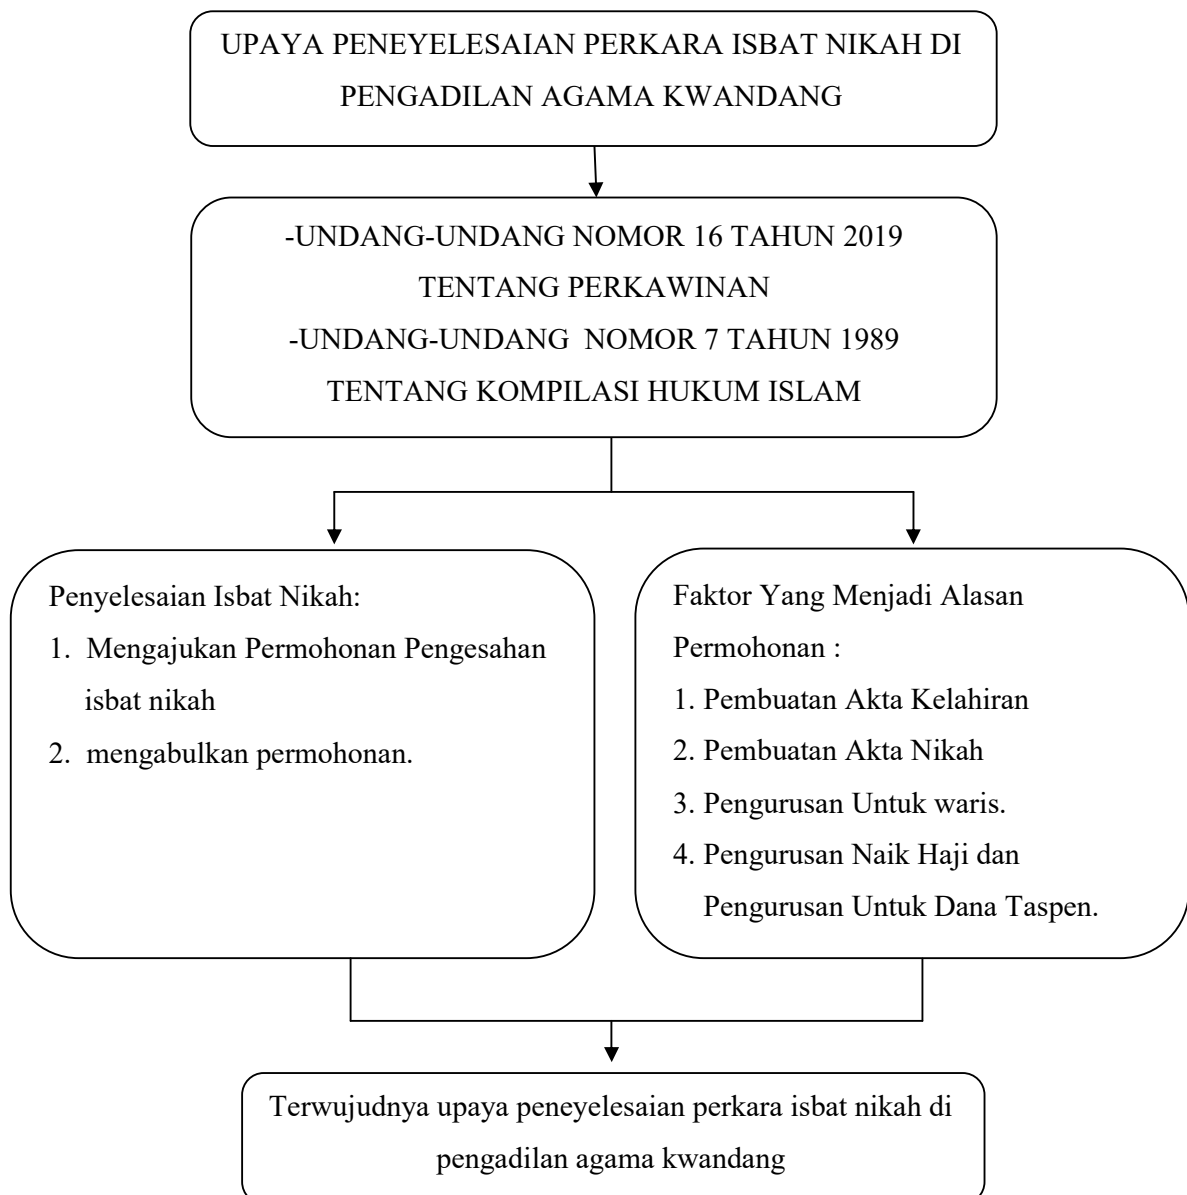 UPAYA PENEYELESAIAN PERKARA ISBAT NIKAH DI
PENGADILAN AGAMA KWANDANG
-UNDANG-UNDANG NOMOR 16 TAHUN 2019
TENTANG PERKAWINAN
-UNDANG-UNDANG NOMOR 7 TAHUN 1989
TENTANG KOMPILASI HUKUM ISLAM
Penyelesaian Isbat Nikah:
1. Mengajukan Permohonan Pengesahan
isbat nikah
2. mengabulkan permohonan.
Faktor Yang Menjadi Alasan
Permohonan :
1. Pembuatan Akta Kelahiran
2. Pembuatan Akta Nikah
3. Pengurusan Untuk waris.
4. Pengurusan Naik Haji dan
Pengurusan Untuk Dana Taspen.
Terwujudnya upaya peneyelesaian perkara isbat nikah di
pengadilan agama kwandang